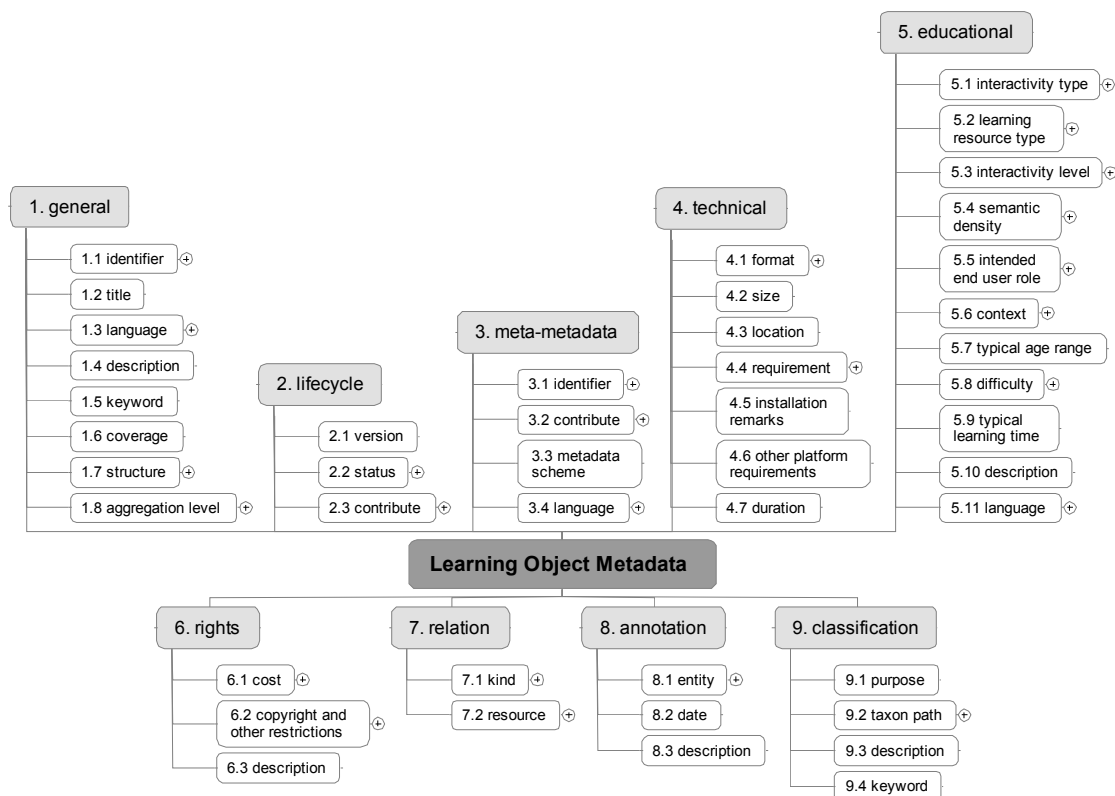 1. general
1.1 identifier
1.2 title
1.3 language
1.4 description
1.5 keyword
1.6 coverage
1.7 structure
1.8 aggregation level
2. lifecycle
2.1 version
2.2 status
2.3 contribute
3. meta-metadata
3.1 identifier
3.2 contribute
3.3 metadata
scheme
3.4 language
4. technical
4.1 format
4.2 size
4.3 location
4.4 requirement
4.5 installation
remarks
4.6 other platform
requirements
4.7 duration
5. educational
5.1 interactivity type
5.2 learning
resource type
5.3 interactivity level
5.4 semantic
density
5.5 intended
end user role
5.6 context
5.7 typical age range
5.8 difficulty
5.9 typical
learning time
5.10 description
5.11 language
Learning Object Metadata
6. rights
6.1 cost
6.2 copyright and
other restrictions
6.3 description
7. relation
7.1 kind
7.2 resource
8. annotation
8.1 entity
8.2 date
8.3 description
9. classification
9.1 purpose
9.2 taxon path
9.3 description
9.4 keyword